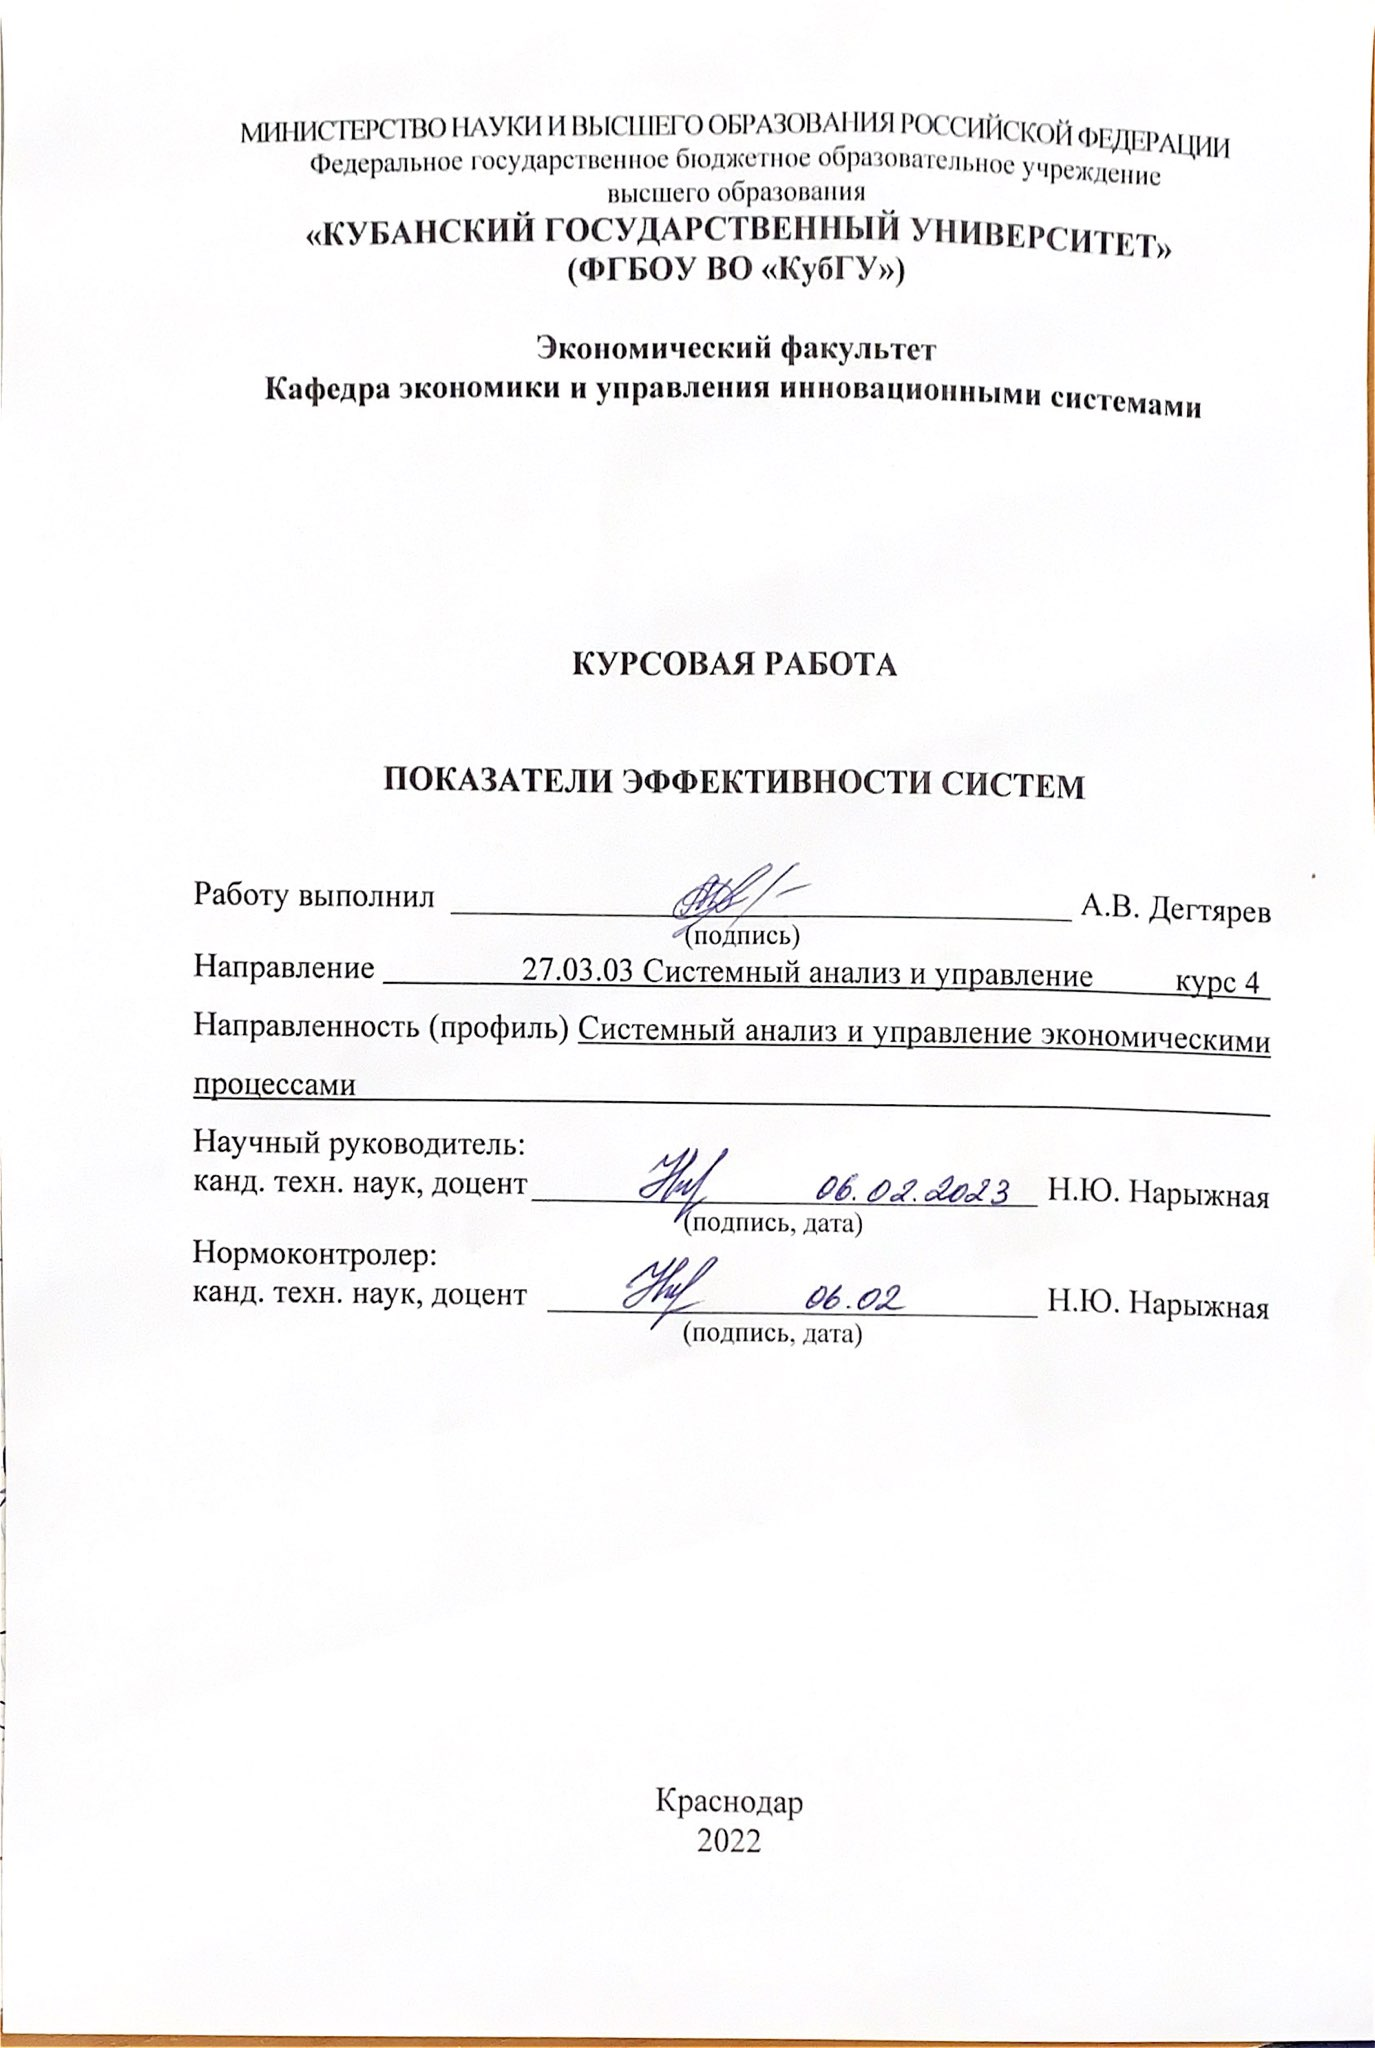 МИНИСТЕРСТВО НАУКИ И ВЫСШЕГО ОБРАЗОВАНИЯ РОССИЙСКОЙ ФЕДЕРАЦИИ
Федеральное государственное бюджетное образовательное учреждение
высшего образования
«КУБАНСКИЙ ГОСУДАРСТВЕННЫЙ УНИВЕРСИТЕТ»
(ФГБОУ ВО «КубГУ»)
Экономический факультет
Кафедра экономики и управления инновационными системами
КУРСОВАЯ РАБОТА
ПОКАЗАТЕЛИ ЭФФЕКТИВНОСТИ СИСТЕМ
Работу выполнил А.В. Дегтярев
(подпись)
Направление 27.03.03 Системный анализ и управление курс 4
Направленность (профиль) Системный анализ и управление экономическими
процессами
Научный руководитель:
канд. техн. наук, доцент 06.02.2023 Н.Ю. Нарыжная
(подпись, дата)
Нормоконтролер:
канд. техн. наук, доцент 06.02 Н.Ю. Нарыжная
(подпись, дата)
Краснодар
2022